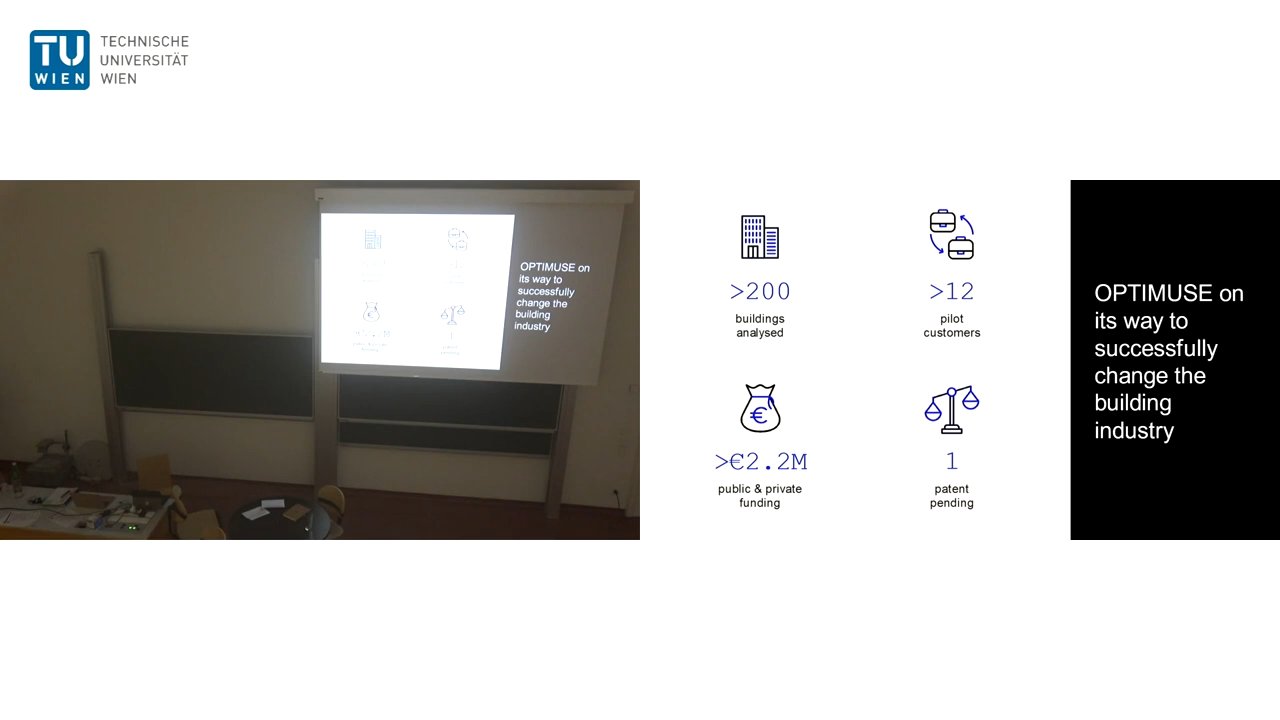 TU
WIEN
TECHNISCHE
UNIVERSITÄT
WIEN
OPTIMUSE on
its way to
successfully
change the
building
industry
>200
buildings
analysed
>12
pilot
customers
>€2.2M
public & private
funding
1
patent
pending
OPTIMUSE on
its way to
successfully
change the
building
industry